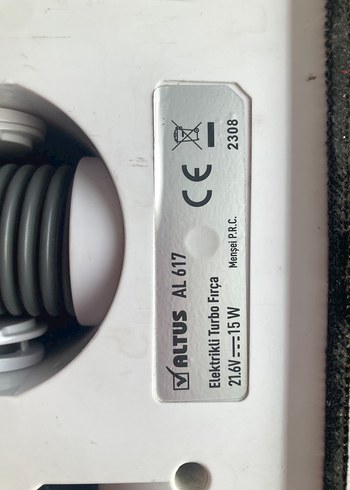 ALTUS AL 617
Elektrikli Turbo Fırça
21.6V 15 W
Menşei P.R.C.
CE
2308